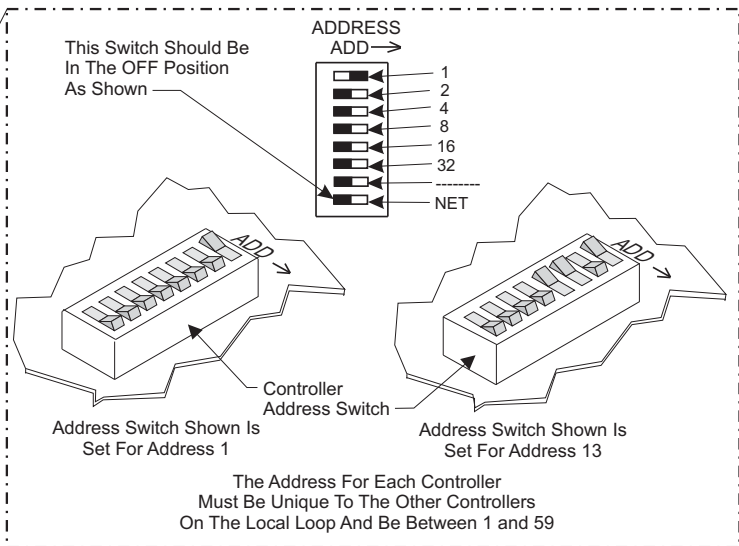 ADDRESS
ADD
This Switch Should Be
In The OFF Position
As Shown
1
2
4
8
16
32
--------
NET
ADD
ADD
Controller
Address Switch
Address Switch Shown Is
Set For Address 1
Address Switch Shown Is
Set For Address 13
The Address For Each Controller
Must Be Unique To The Other Controllers
On The Local Loop And Be Between 1 and 59